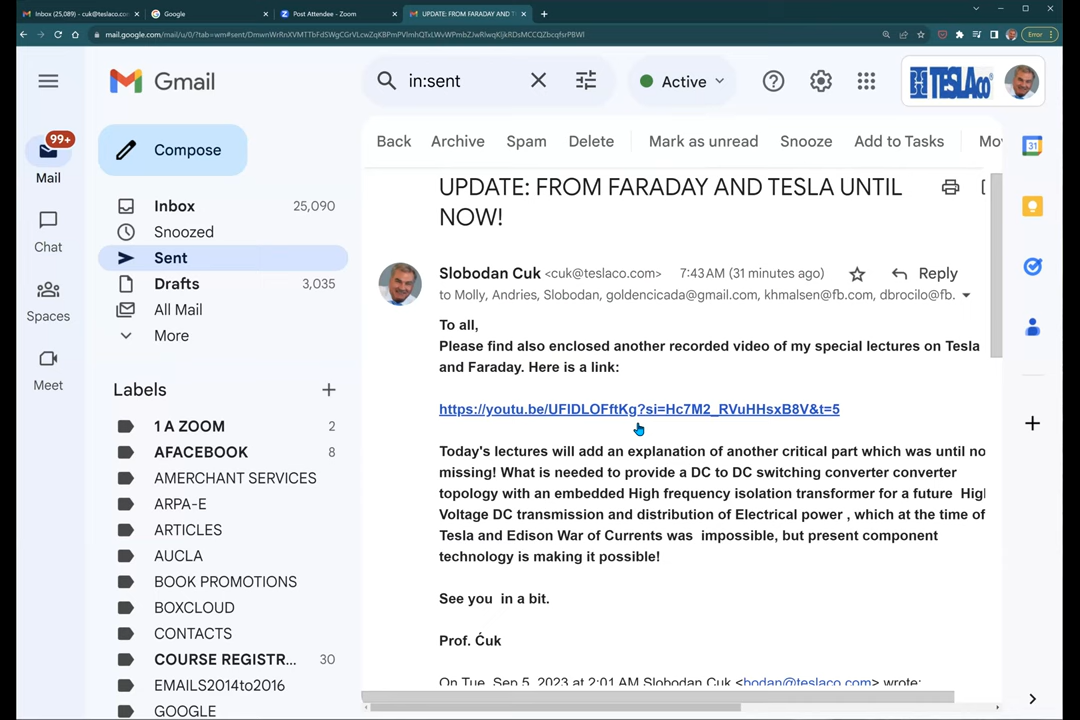 Inbox (25,089) - cuk@teslaco.co
Google
Post Attendee - Zoom
UPDATE: FROM FARADAY AND T
Error
Gmail
in:sent
Active
TESLAco
99+
Mail
Chat
Spaces
Meet
Compose
Inbox 25,090
Snoozed
Sent
Drafts 3,035
All Mail
More
Labels
1 A ZOOM 2
AFACEBOOK 8
AMERCHANT SERVICES
ARPA-E
ARTICLES
AUCLA
BOOK PROMOTIONS
BOXCLOUD
CONTACTS
COURSE REGISTR... 30
EMAILS2014to2016
GOOGLE
Back Archive Spam Delete Mark as unread Snooze Add to Tasks Mo
UPDATE: FROM FARADAY AND TESLA UNTIL
NOW!
Slobodan Cuk <cuk@teslaco.com> 7:43 AM (31 minutes ago) Reply
to Molly, Andries, Slobodan, goldencicada@gmail.com, khmalsen@fb.com, dbrocilo@fb.
To all,
Please find also enclosed another recorded video of my special lectures on Tesla
and Faraday. Here is a link:
https://youtu.be/UFIDLOFftKg?si=Hc7M2_RVuHHsxB8V&t=5
Today's lectures will add an explanation of another critical part which was until no
missing! What is needed to provide a DC to DC switching converter converter
topology with an embedded High frequency isolation transformer for a future Higl
Voltage DC transmission and distribution of Electrical power , which at the time of
Tesla and Edison War of Currents was impossible, but present component
technology is making it possible!
See you in a bit.
Prof. Ćuk
On Tue, Sep 5, 2023 at 2:01 AM Slobodan Cuk <bodan@teslaco.com> wrote: